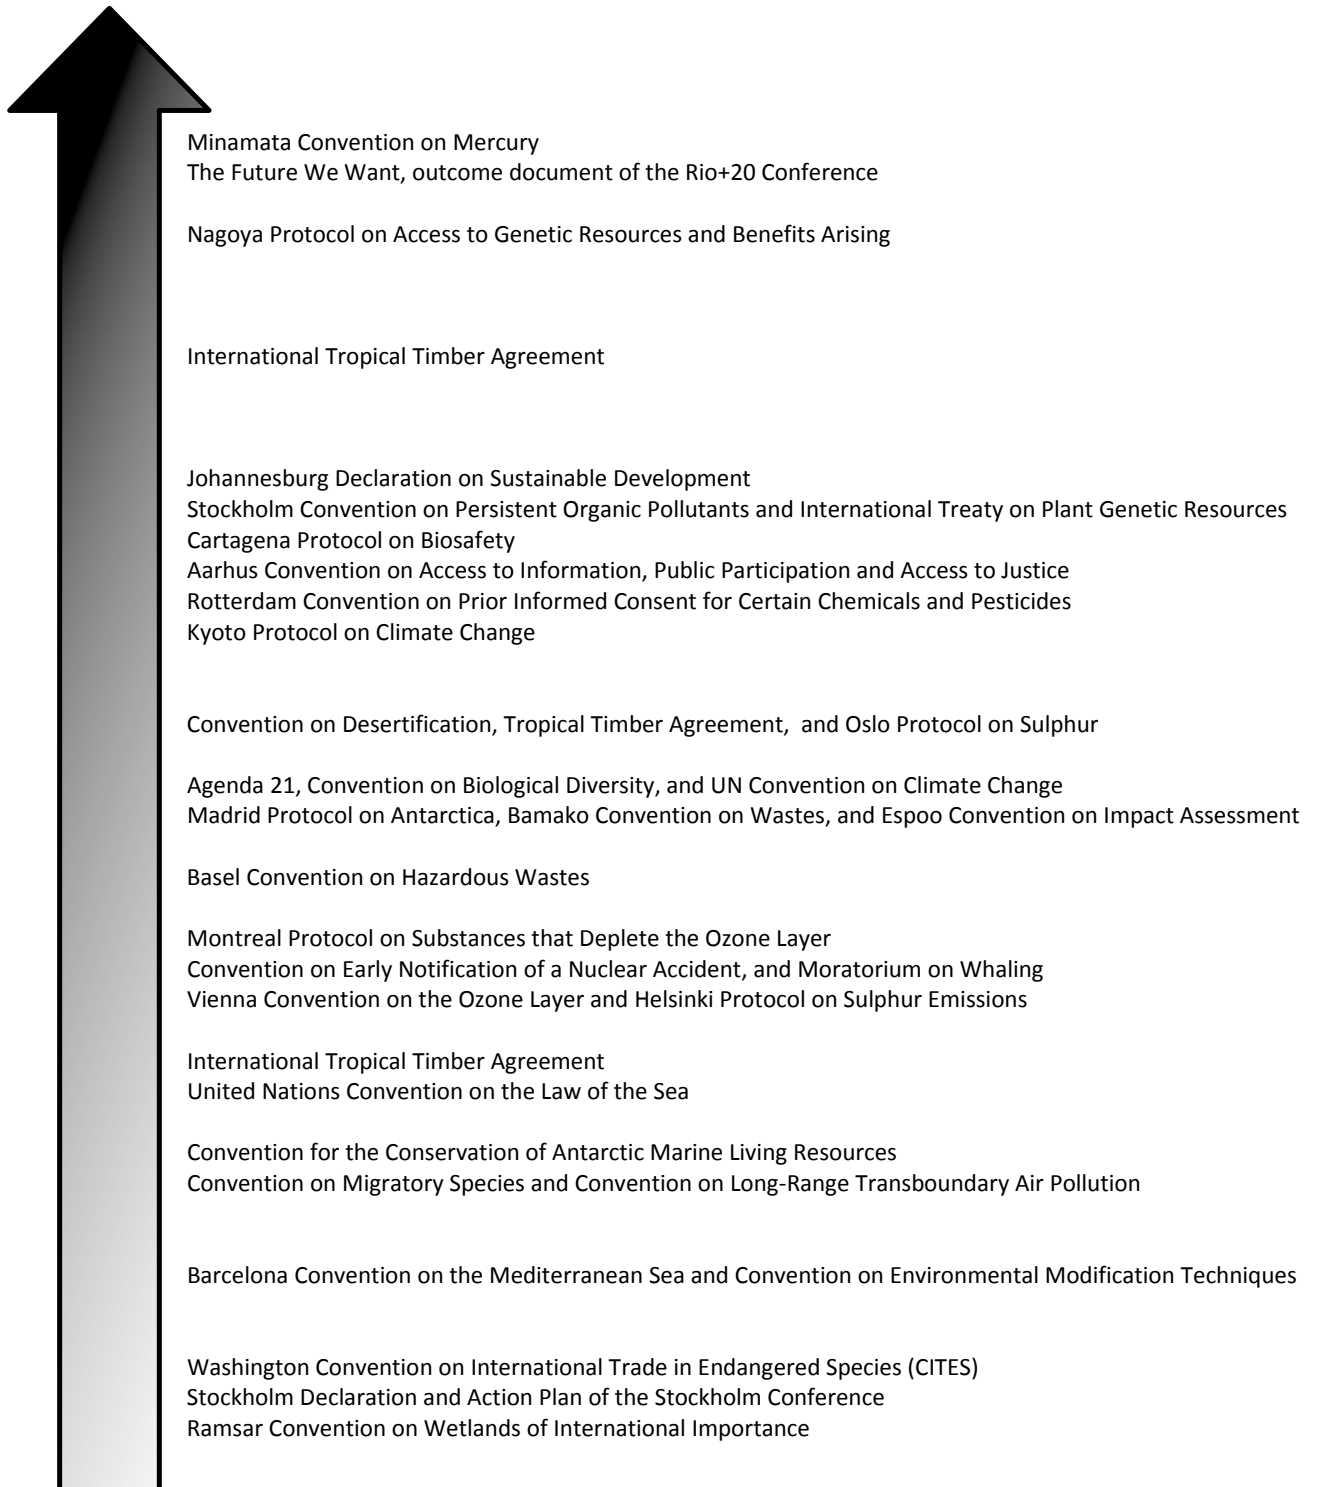 Minamata Convention on Mercury
The Future We Want, outcome document of the Rio+20 Conference
Nagoya Protocol on Access to Genetic Resources and Benefits Arising
International Tropical Timber Agreement
Johannesburg Declaration on Sustainable Development
Stockholm Convention on Persistent Organic Pollutants and International Treaty on Plant Genetic Resources
Cartagena Protocol on Biosafety
Aarhus Convention on Access to Information, Public Participation and Access to Justice
Rotterdam Convention on Prior Informed Consent for Certain Chemicals and Pesticides
Kyoto Protocol on Climate Change
Convention on Desertification, Tropical Timber Agreement,  and Oslo Protocol on Sulphur
Agenda 21, Convention on Biological Diversity, and UN Convention on Climate Change
Madrid Protocol on Antarctica, Bamako Convention on Wastes, and Espoo Convention on Impact Assessment
Basel Convention on Hazardous Wastes
Montreal Protocol on Substances that Deplete the Ozone Layer
Convention on Early Notification of a Nuclear Accident, and Moratorium on Whaling
Vienna Convention on the Ozone Layer and Helsinki Protocol on Sulphur Emissions
International Tropical Timber Agreement
United Nations Convention on the Law of the Sea
Convention for the Conservation of Antarctic Marine Living Resources
Convention on Migratory Species and Convention on Long-Range Transboundary Air Pollution
Barcelona Convention on the Mediterranean Sea and Convention on Environmental Modification Techniques
Washington Convention on International Trade in Endangered Species (CITES)
Stockholm Declaration and Action Plan of the Stockholm Conference
Ramsar Convention on Wetlands of International Importance